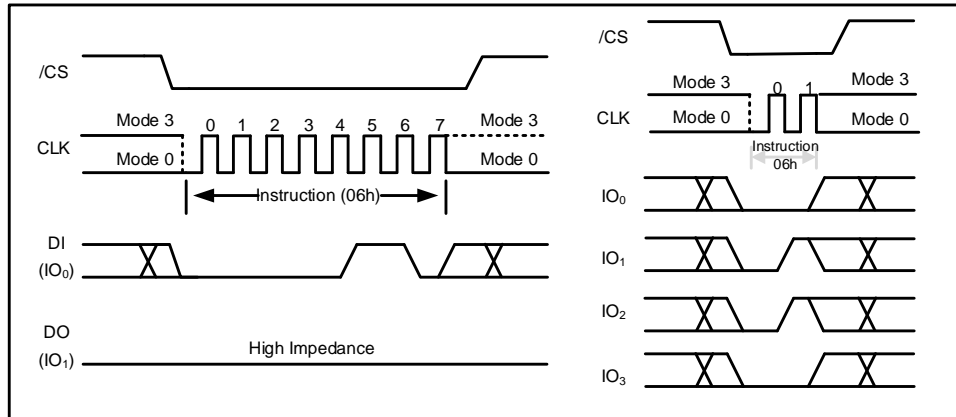 /CS
Mode 3 0 1 2 3 4 5 6 7 Mode 3
CLK
Mode 0 Mode 0
Instruction (06h)
DI
(IO0)
DO
(IO1)
High Impedance
/CS
Mode 3 0 1 Mode 3
CLK
Mode 0 Mode 0
Instruction
06h
IO0
IO1
IO2
IO3